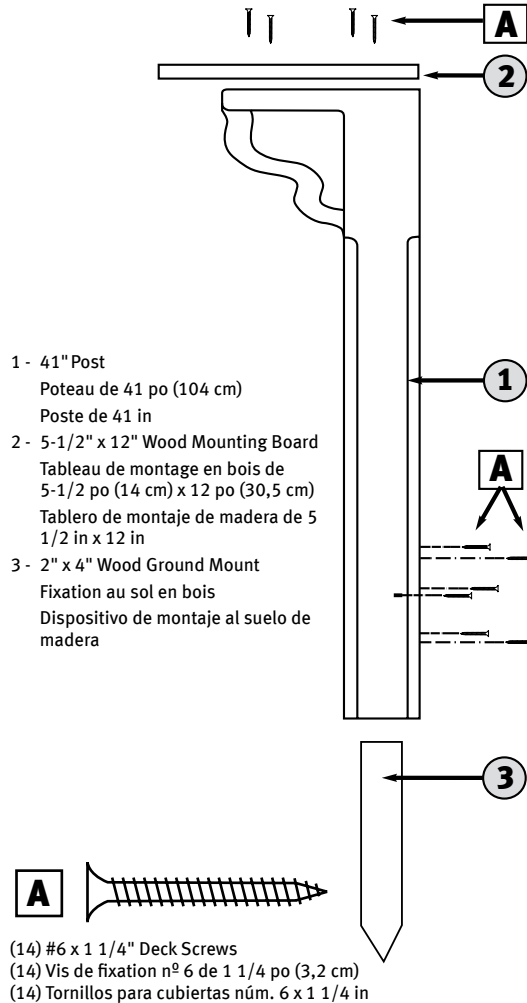 A
2
1 - 41" Post
Poteau de 41 po (104 cm)
Poste de 41 in
2 - 5-1/2" x 12" Wood Mounting Board
Tableau de montage en bois de
5-1/2 po (14 cm) x 12 po (30,5 cm)
Tablero de montaje de madera de 5
1/2 in x 12 in
3 - 2" x 4" Wood Ground Mount
Fixation au sol en bois
Dispositivo de montaje al suelo de
madera
1
A
3
A
(14) #6 x 1 1/4" Deck Screws
(14) Vis de fixation nº 6 de 1 1/4 po (3,2 cm)
(14) Tornillos para cubiertas núm. 6 x 1 1/4 in